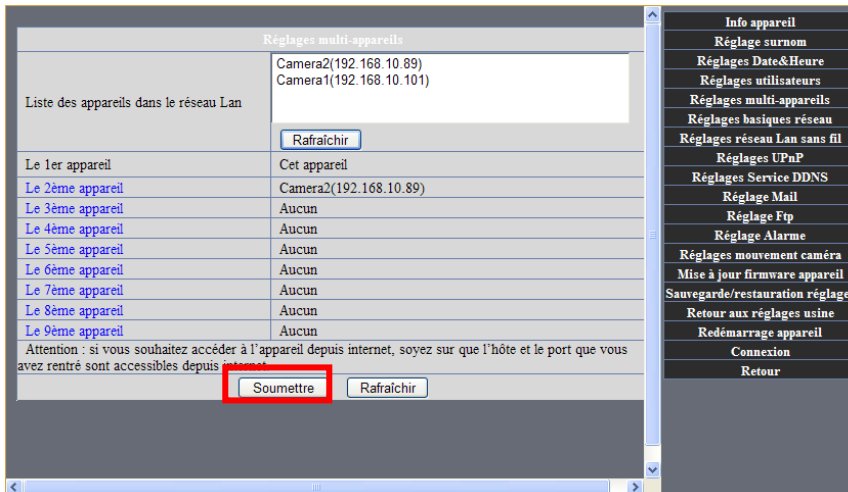 Réglages multi-appareils
Liste des appareils dans le réseau Lan
Camera2(192.168.10.89)
Camera1(192.168.10.101)
Rafraîchir
Le 1er appareil Cet appareil
Le 2ème appareil Camera2(192.168.10.89)
Le 3ème appareil Aucun
Le 4ème appareil Aucun
Le 5ème appareil Aucun
Le 6ème appareil Aucun
Le 7ème appareil Aucun
Le 8ème appareil Aucun
Le 9ème appareil Aucun
Attention : si vous souhaitez accéder à l'appareil depuis internet, soyez sur que l'hôte et le port que vous
avez rentré sont accessibles depuis internet
Soumettre Rafraîchir
Info appareil
Réglage surnom
Réglages Date&Heure
Réglages utilisateurs
Réglages multi-appareils
Réglages basiques réseau
Réglages réseau Lan sans fil
Réglages UPnP
Réglages Service DDNS
Réglage Mail
Réglage Ftp
Réglage Alarme
Réglages mouvement caméra
Mise à jour firmware appareil
Sauvegarde/restauration réglage
Retour aux réglages usine
Redémarrage appareil
Connexion
Retour